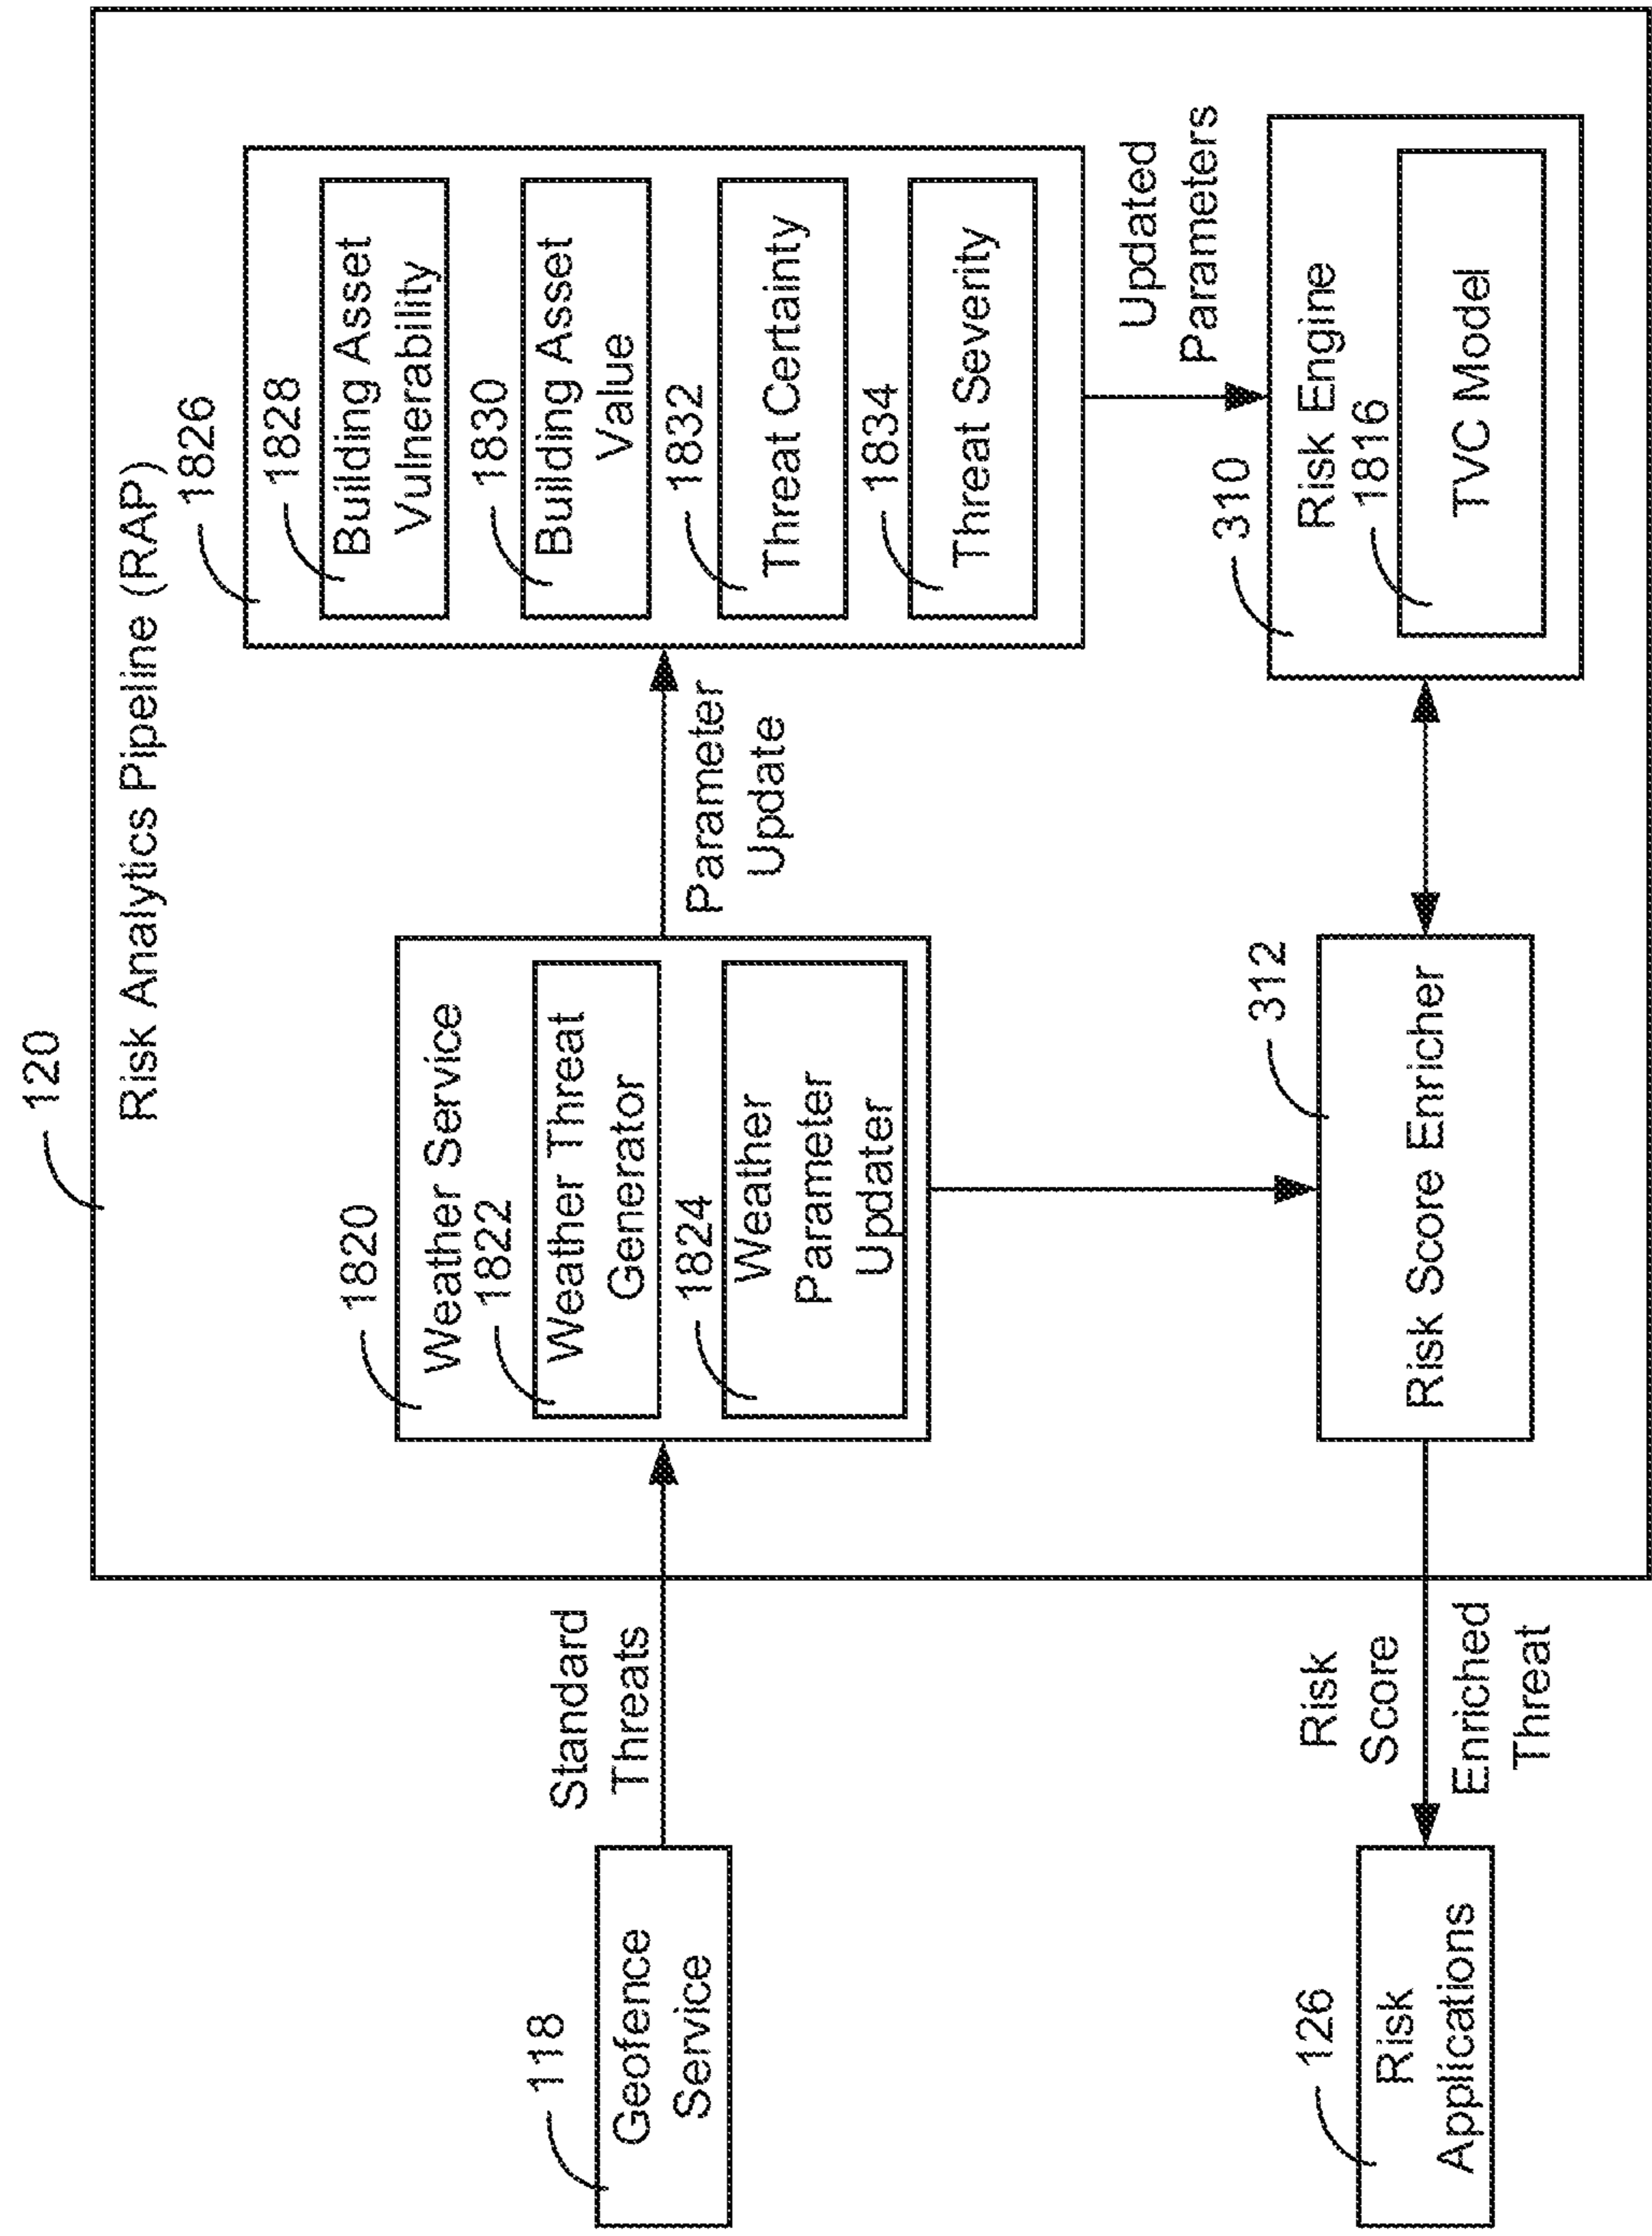 120
Risk Analytics Pipeline (RAP)
118
Geofence
Service
Standard
Threats
1820
Weather Service
1822
Weather Threat
Generator
1824
Weather
Parameter
Updater
Parameter
Update
1826
1828
Building Asset
Vulnerability
1830
Building Asset
Value
1832
Threat Certainty
1834
Threat Severity
Updated
Parameters
310
Risk Engine
1816
TVC Model
312
Risk Score Enricher
Risk
Score
Enriched
Threat
126
Risk
Applications